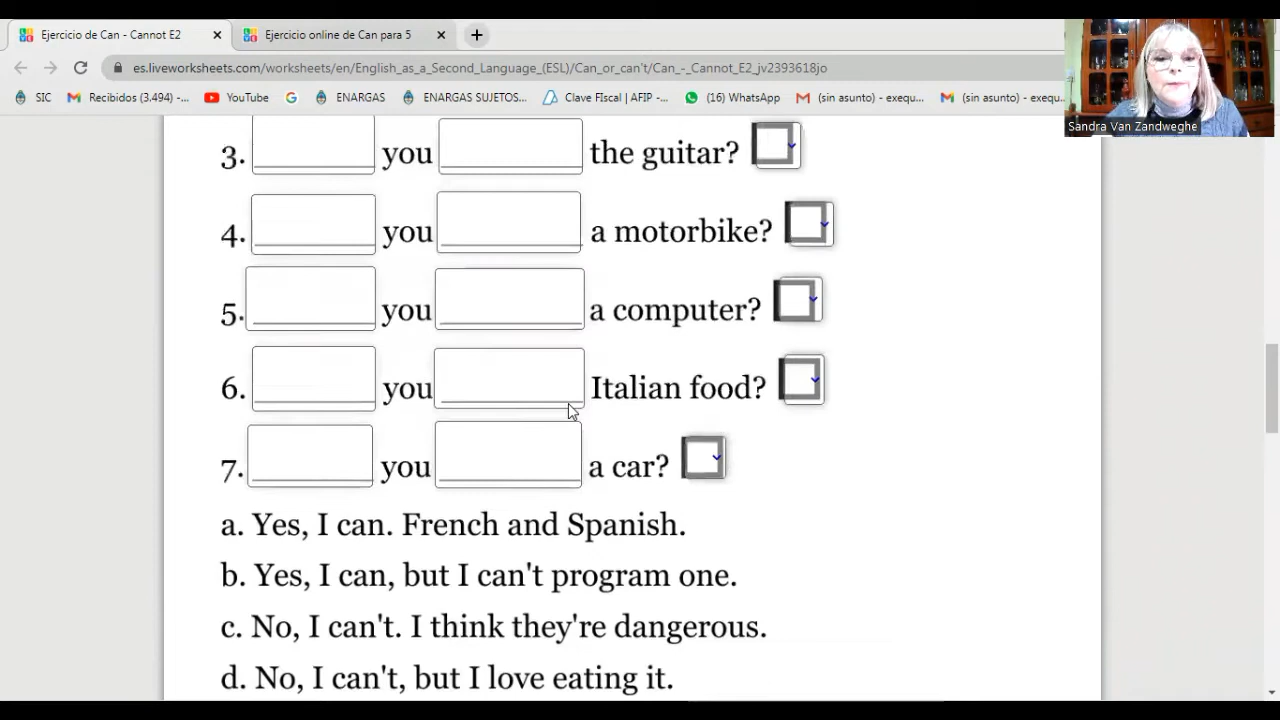 Ejercicio de Can - Cannot E2
Ejercicio online de Can para 5
es.liveworksheets.com/worksheets/en/English_as_a_Second_Language_(ESL)/Can_or_can't/Can_-_Cannot_E2_jv2393618jo
SIC Recibidos (3.494) -... YouTube ENARGAS ENARGAS SUJETOS... Clave FIscal | AFIP -... (16) WhatsApp (sin asunto) - exequ... (sin asunto) - exequ...
Sandra Van Zandweghe
3. you the guitar?
4. you a motorbike?
5. you a computer?
6. you Italian food?
7. you a car?
a. Yes, I can. French and Spanish.
b. Yes, I can, but I can't program one.
c. No, I can't. I think they're dangerous.
d. No, I can't, but I love eating it.